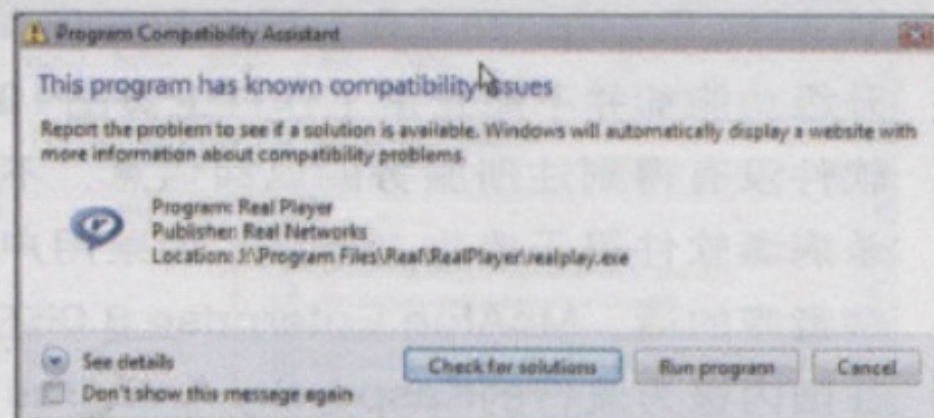 Program Compatibility Assistant
This program has known compatibility issues
Report the problem to see if a solution is available. Windows will automatically display a website with
more information about compatibility problems.
Program: Real Player
Publisher: Real Networks
Location: J:\Program Files\Real\RealPlayer\realplay.exe
See details
Check for solutions
Run program
Cancel
Don't show this message again